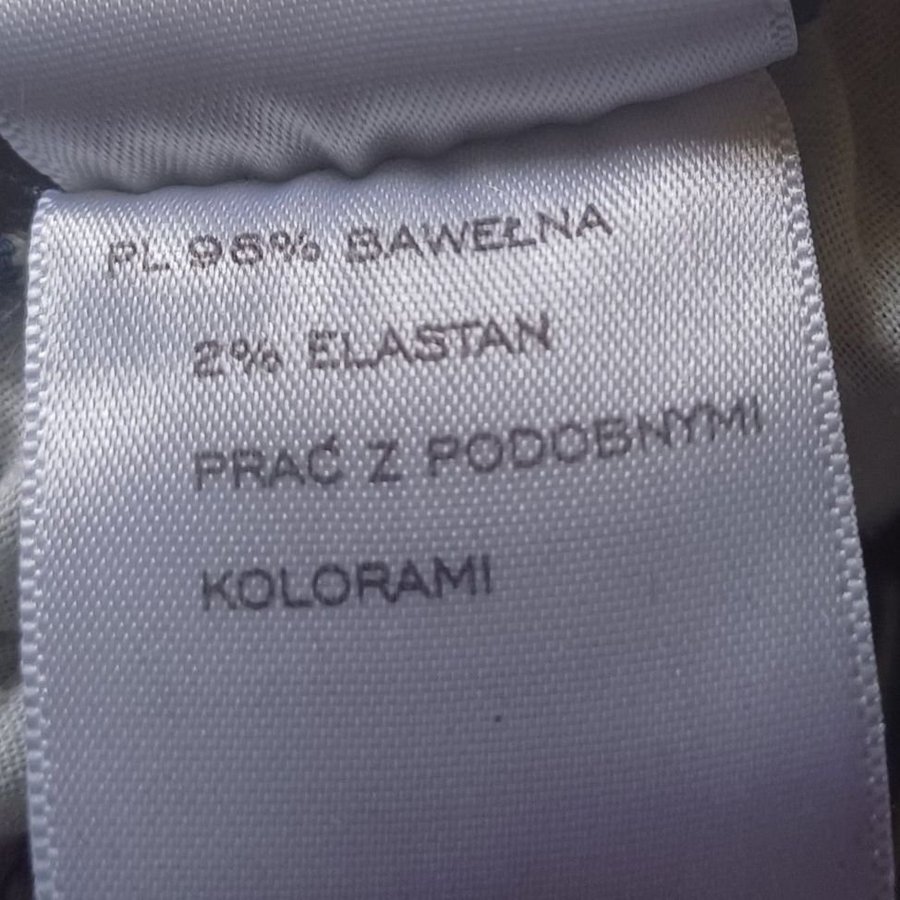 PL 98% BAWEŁNA
2% ELASTAN
PRAĆ Z PODOBNYMI
KOLORAMI